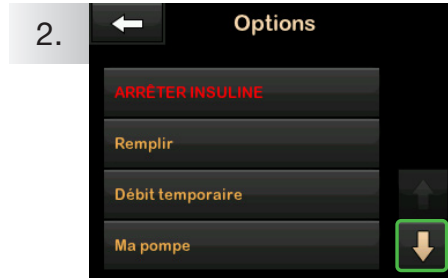 2.
Options
ARRÊTER INSULINE
Remplir
Débit temporaire
Ma pompe